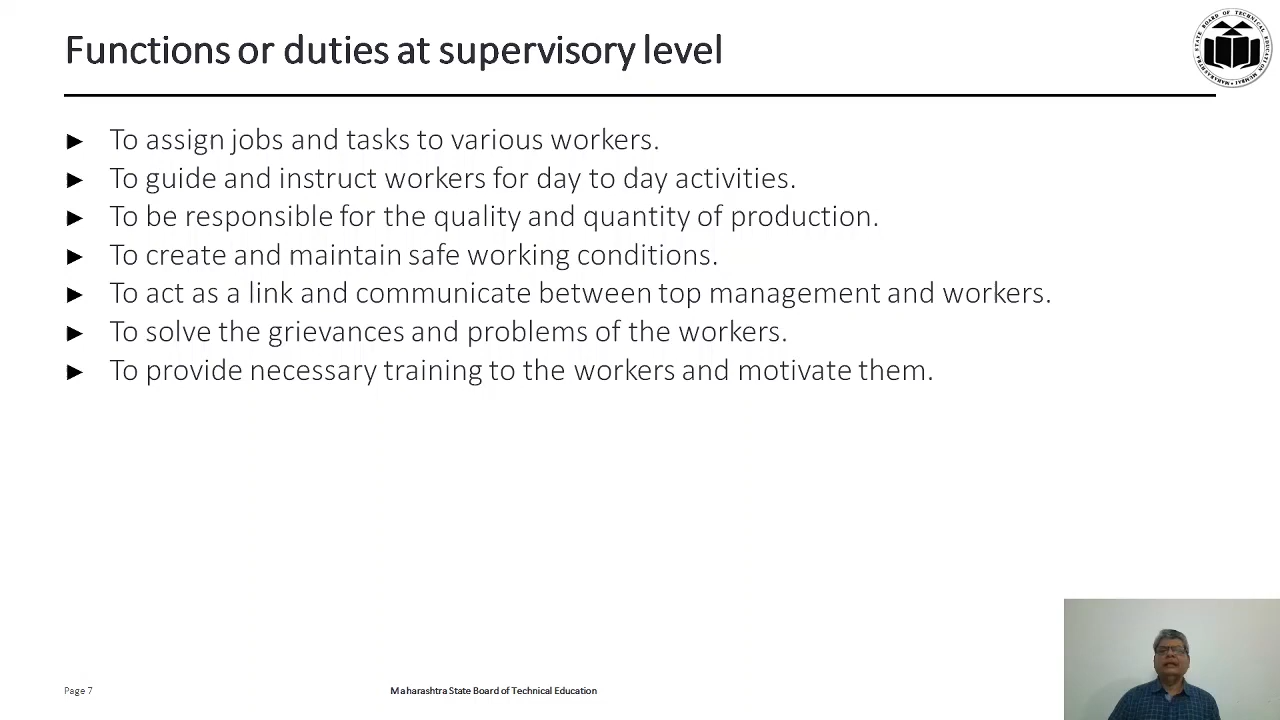 Functions or duties at supervisory level
► To assign jobs and tasks to various workers.
► To guide and instruct workers for day to day activities.
► To be responsible for the quality and quantity of production.
► To create and maintain safe working conditions.
► To act as a link and communicate between top management and workers.
► To solve the grievances and problems of the workers.
► To provide necessary training to the workers and motivate them.
Page 7
Maharashtra State Board of Technical Education